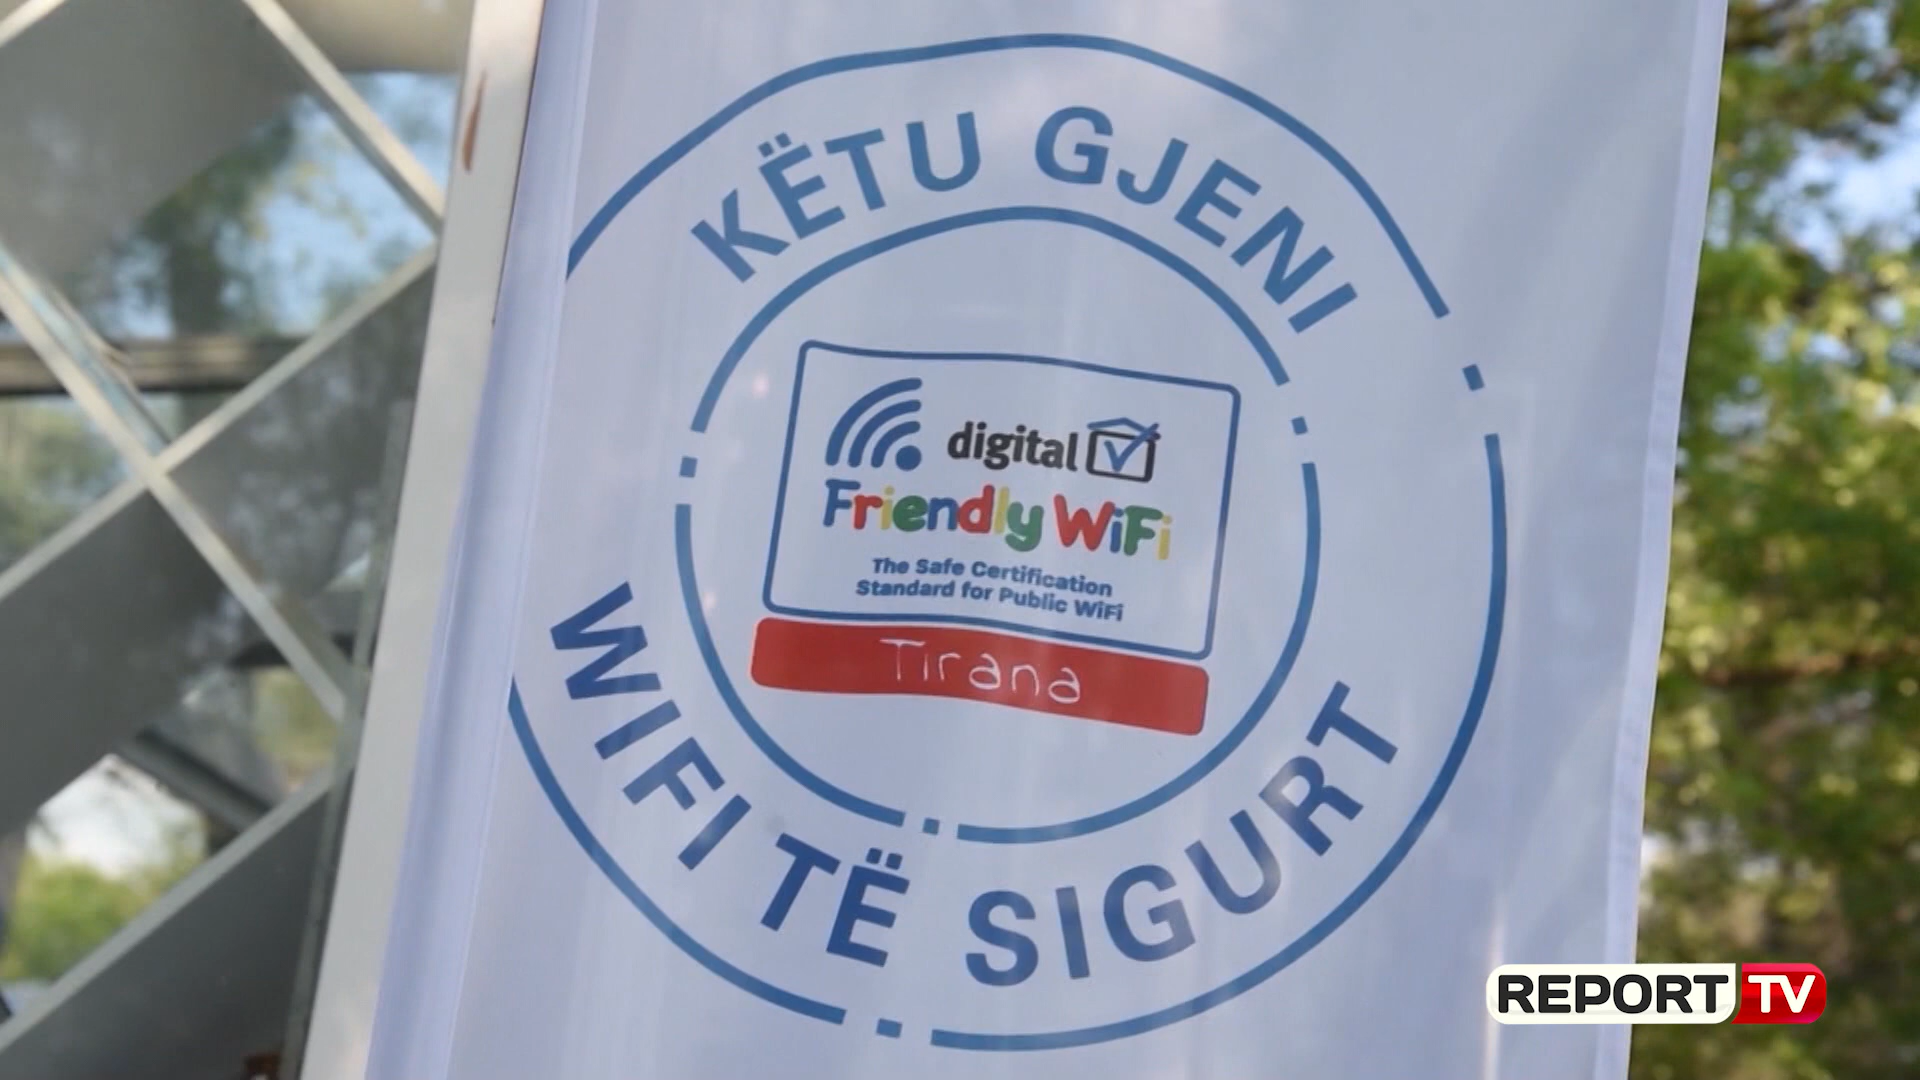 KËTU GJENI
digital
Friendly WiFi
The Safe Certification
Standard for Public WiFi
Tirana
WIFI TË SIGURT
REPORT TV